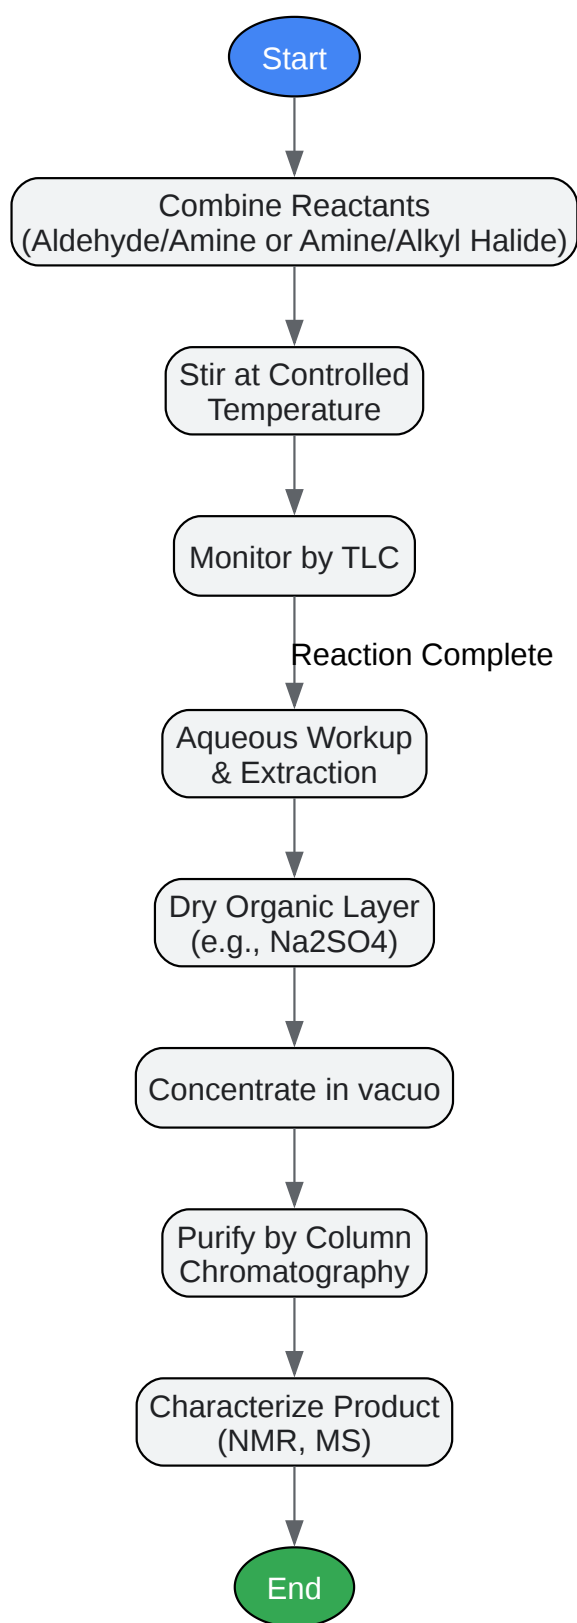 Start
Combine Reactants
(Aldehyde/Amine or Amine/Alkyl Halide)
Stir at Controlled
Temperature
Monitor by TLC
Reaction Complete
Aqueous Workup
& Extraction
Dry Organic Layer
(e.g., Na2SO4)
Concentrate in vacuo
Purify by Column
Chromatography
Characterize Product
(NMR, MS)
End